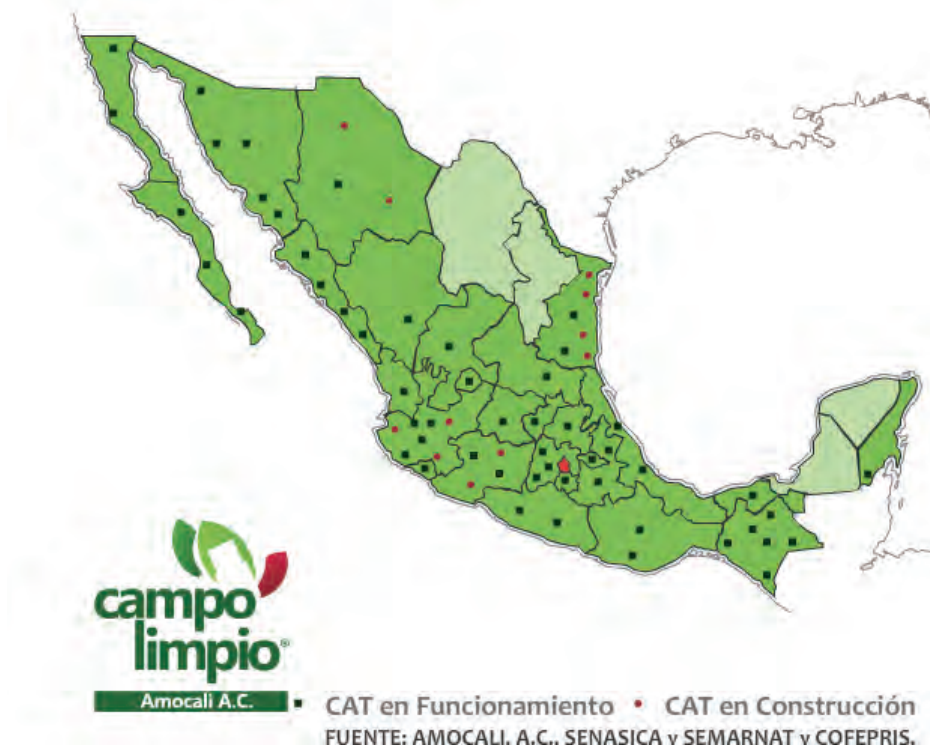 campo
limpio®
Amocali A.C.
CAT en Funcionamiento • CAT en Construcción
FUENTE: AMOCALI, A.C., SENASICA y SEMARNAT y COFEPRIS.